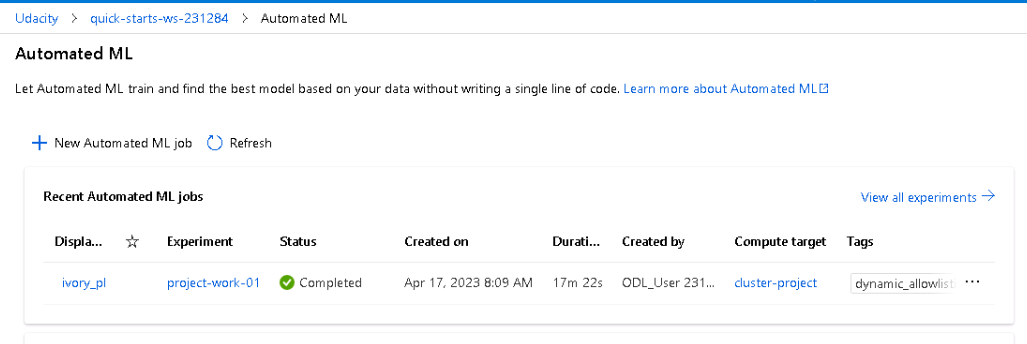 Udacity > quick-starts-ws-231284 > Automated ML
Automated ML
Let Automated ML train and find the best model based on your data without writing a single line of code. Learn more about Automated ML
+ New Automated ML job Refresh
Recent Automated ML jobs View all experiments →
Displa... ☆ Experiment Status Created on Durati... Created by Compute target Tags
ivory_pl project-work-01 Completed Apr 17, 2023 8:09 AM 17m 22s ODL_User 231... cluster-project dynamic_allowlist ...